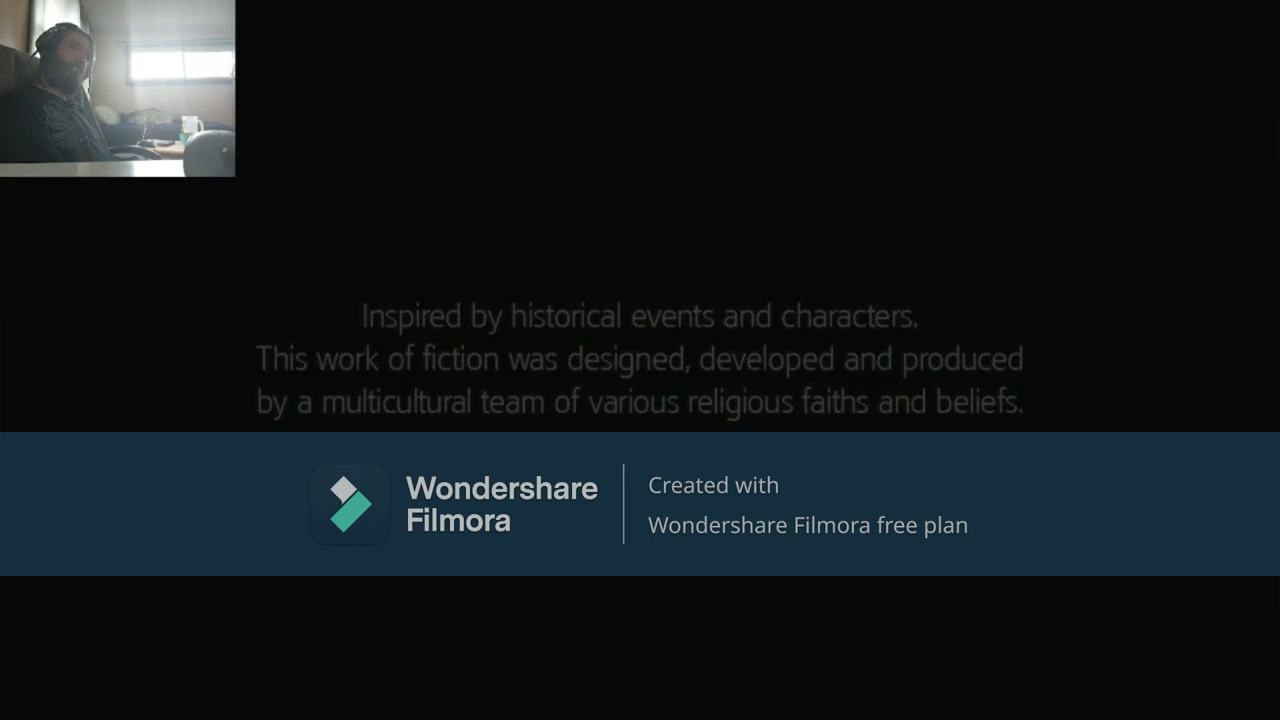 Inspired by historical events and characters.
This work of fiction was designed, developed and produced
by a multicultural team of various religious faiths and beliefs.
Wondershare
Filmora
Created with
Wondershare Filmora free plan